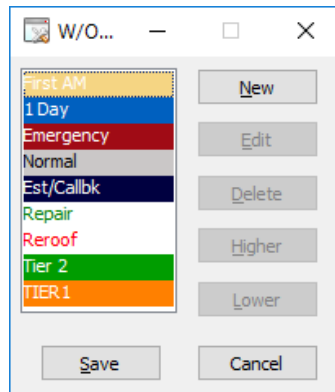 W/O...
First AM
1 Day
Emergency
Normal
Est/Callbk
Repair
Reroof
Tier 2
TIER 1
New
Edit
Delete
Higher
Lower
Save
Cancel